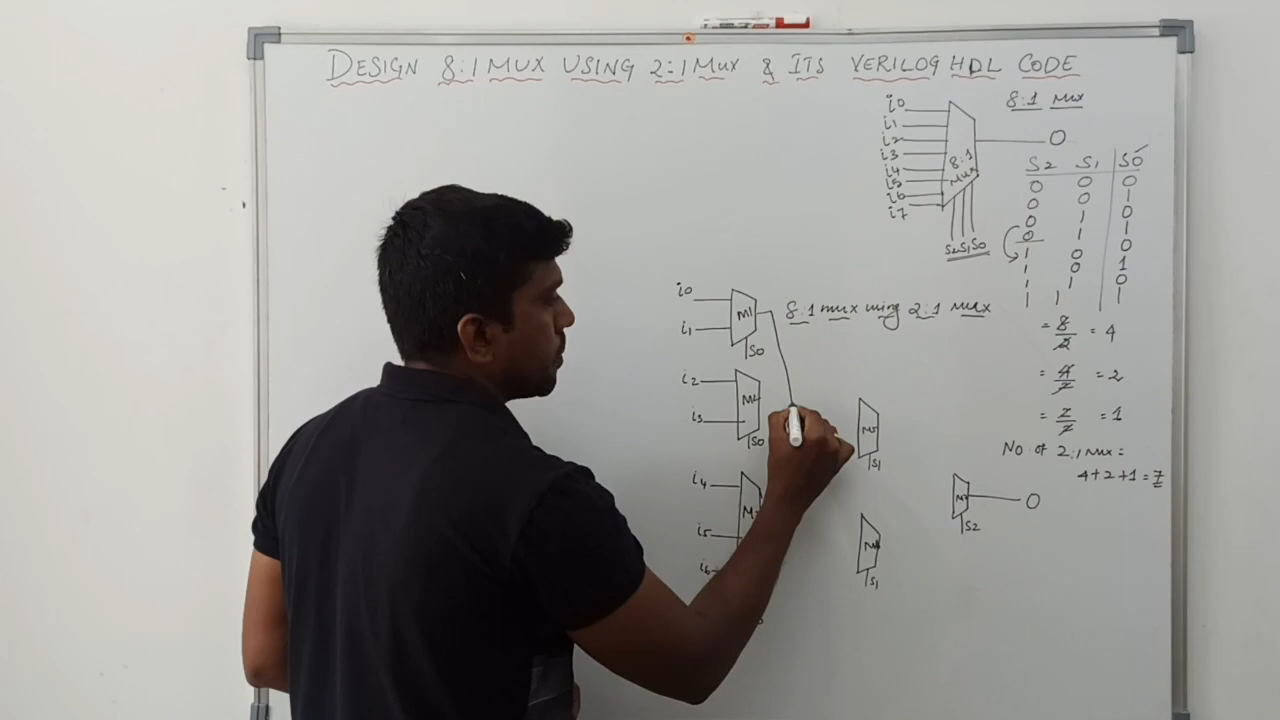 DESIGN 8:1 MUX USING 2:1 MUX & ITS VERILOG HDL CODE
8:1 MUX
i0
i1
i2
i3
i4
i5
i6
i7
8:1
MUX
O
S2 S1 S0
S2 S1 S0
0 0 0
0 0 1
0 1 0
0 1 1
1 0 0
1 0 1
1 1 0
1 1 1
8:1 mux using 2:1 mux
i0
i1
M1
S0
i2
i3
M2
S0
i4
i5
i6
M5
S1
M6
S1
M7
S2
O
= 8/2 = 4
= 4/2 = 2
= 2/2 = 1
No of 2:1 Mux =
4+2+1 = 7